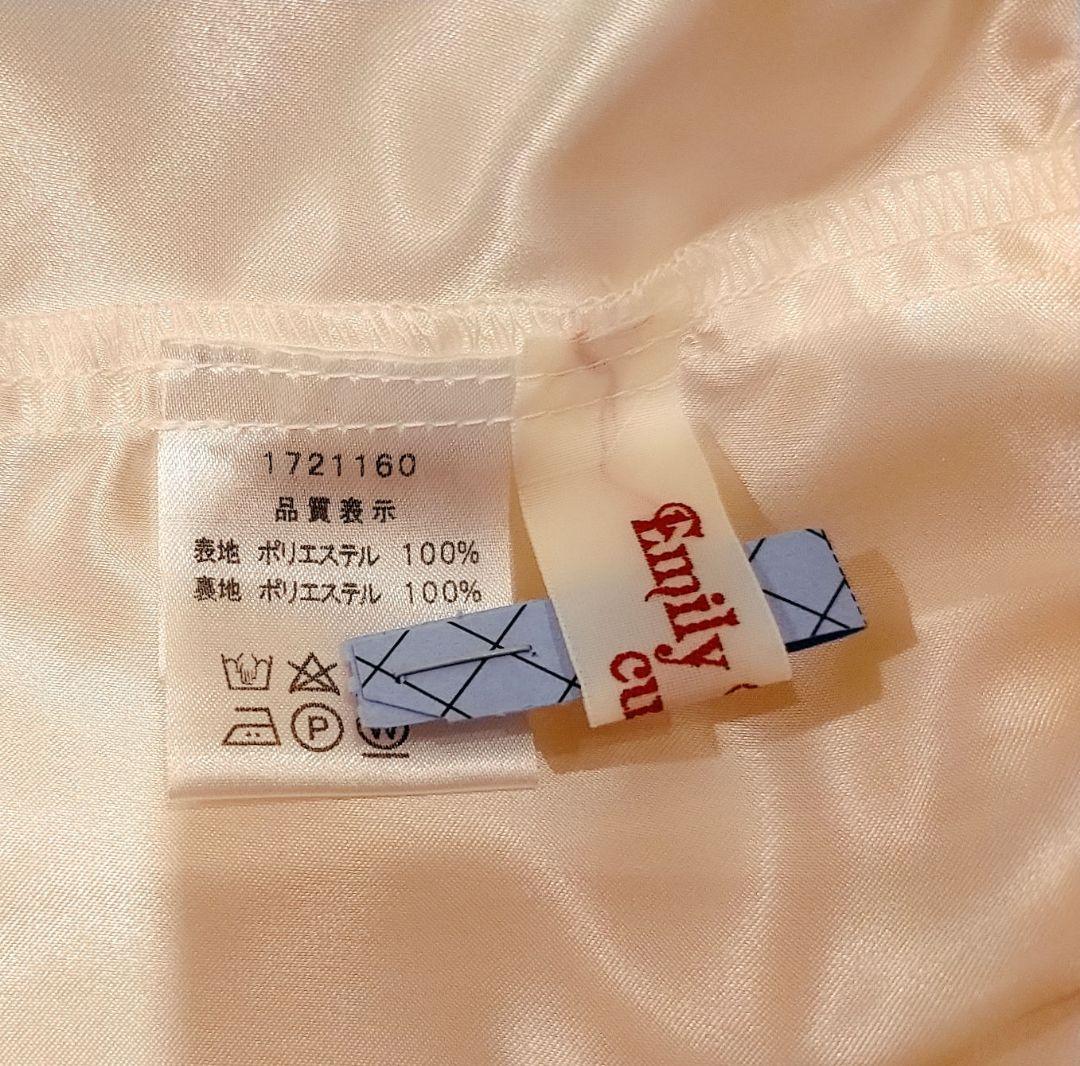 1721160
品質表示
表地 ポリエステル 100%
裏地 ポリエステル 100%
P
W
Emily
cu